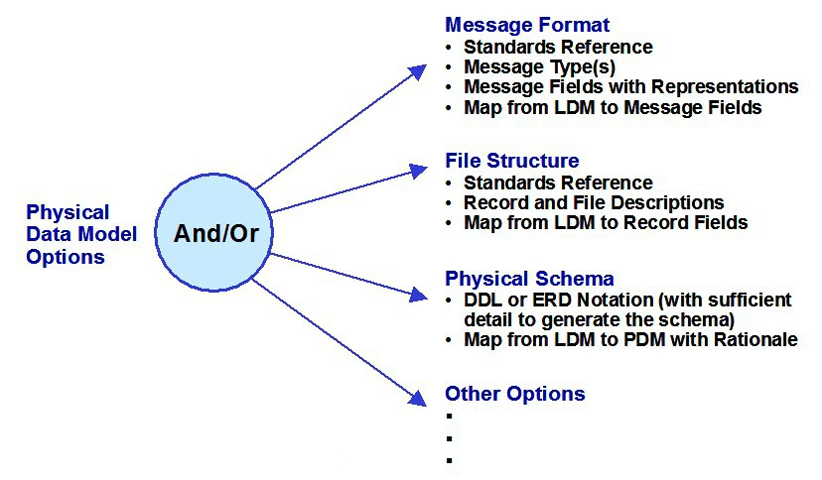 Message Format
• Standards Reference
• Message Type(s)
• Message Fields with Representations
• Map from LDM to Message Fields
File Structure
• Standards Reference
• Record and File Descriptions
• Map from LDM to Record Fields
Physical
Data Model
Options
And/Or
Physical Schema
• DDL or ERD Notation (with sufficient
detail to generate the schema)
• Map from LDM to PDM with Rationale
Other Options